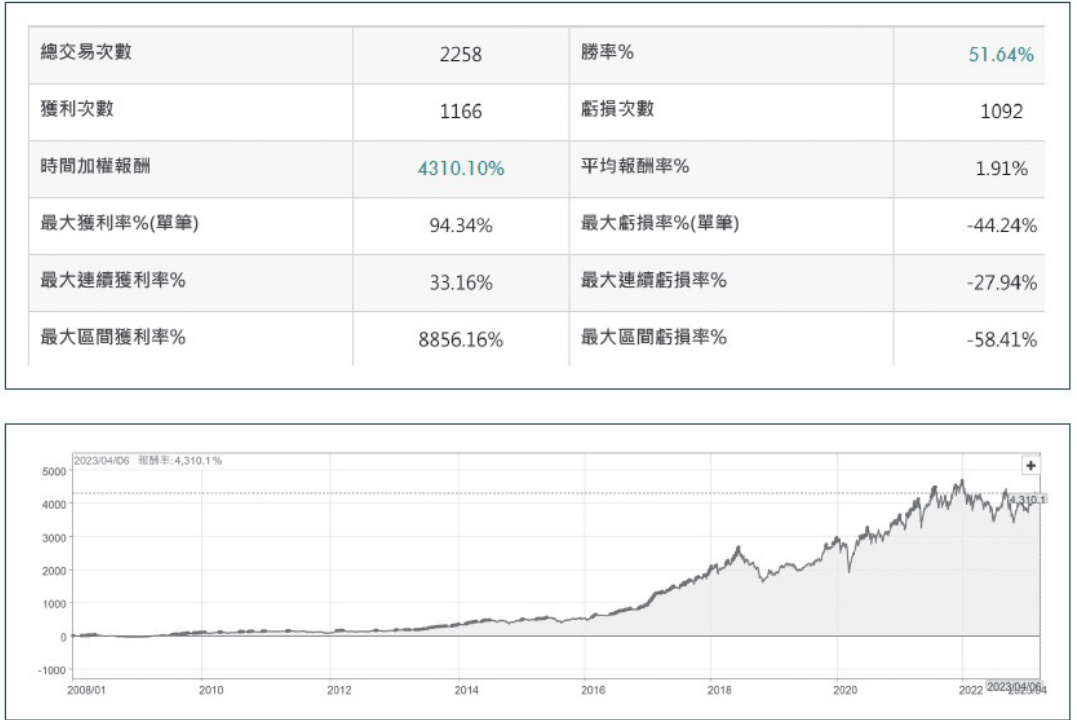 總交易次數 2258 勝率% 51.64%
獲利次數 1166 虧損次數 1092
時間加權報酬 4310.10% 平均報酬率% 1.91%
最大獲利率%(單筆) 94.34% 最大虧損率%(單筆) -44.24%
最大連續獲利率% 33.16% 最大連續虧損率% -27.94%
最大區間獲利率% 8856.16% 最大區間虧損率% -58.41%
2023/04/06 報酬率:4,310.1%
5000
4000
4,310.1
3000
2000
1000
0
-1000
2008/01 2010 2012 2014 2016 2018 2020 2022 2023/04/06